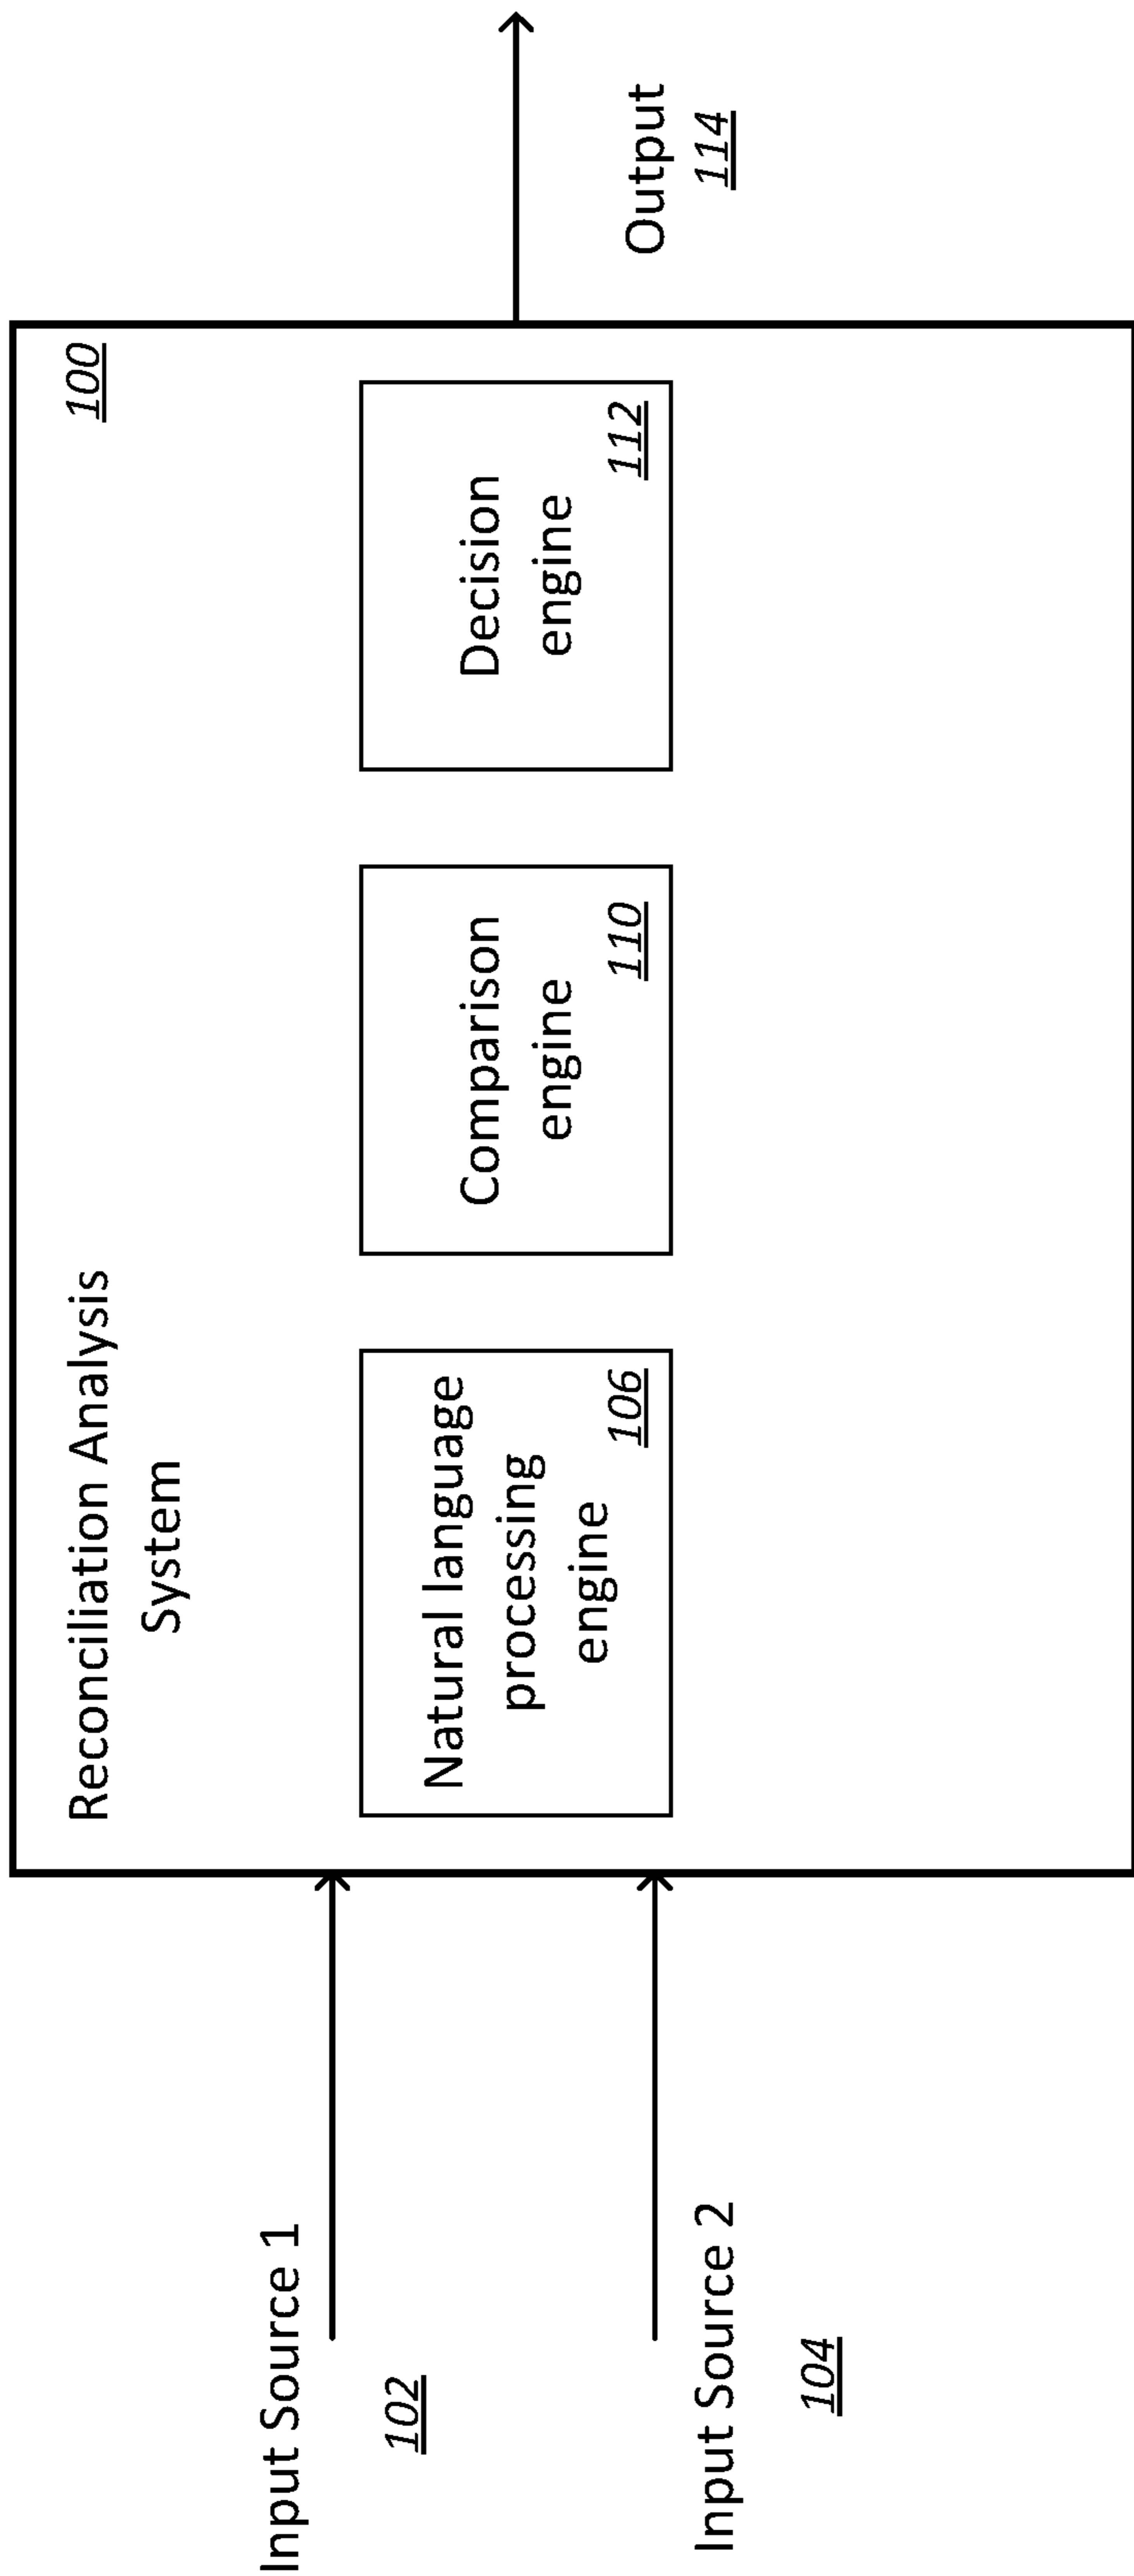 Reconciliation Analysis
System
100
Input Source 1
102
Input Source 2
104
Natural language
processing
engine
106
Comparison
engine
110
Decision
engine
112
Output
114